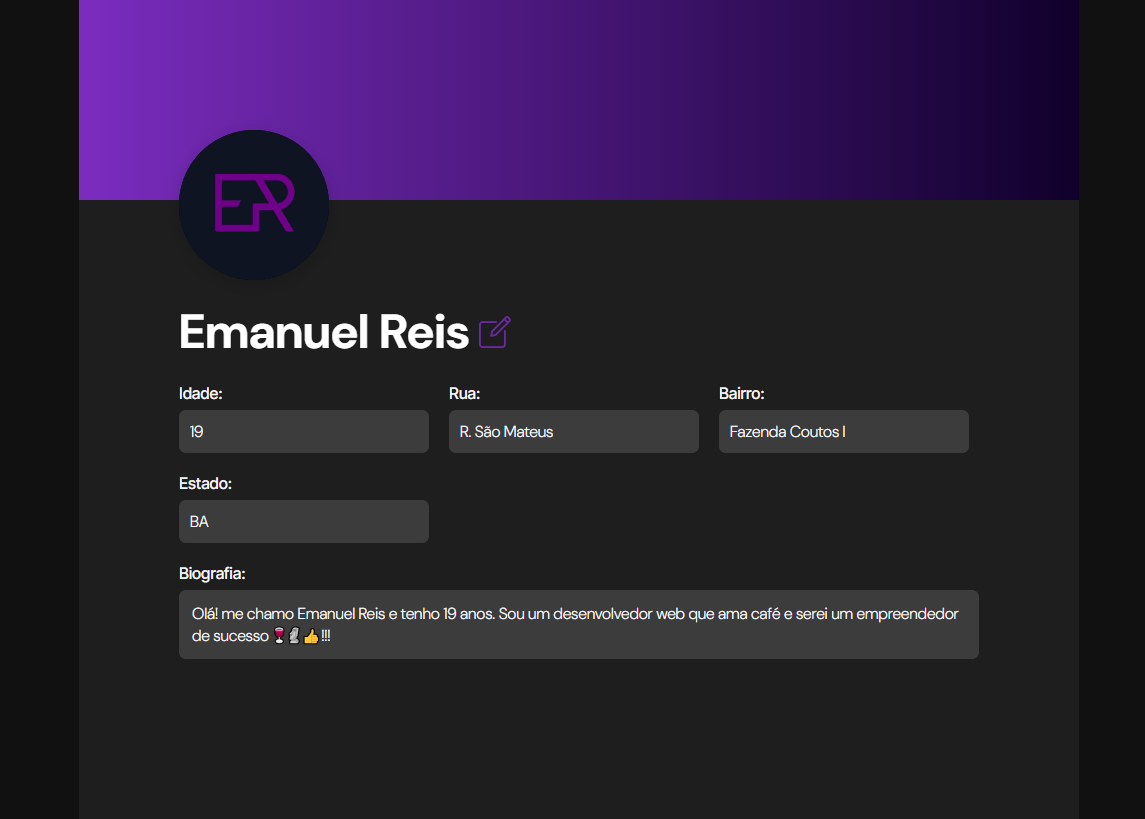 ER
Emanuel Reis
Idade: Rua: Bairro:
19 R. São Mateus Fazenda Coutos I
Estado:
BA
Biografia:
Olá! me chamo Emanuel Reis e tenho 19 anos. Sou um desenvolvedor web que ama café e serei um empreendedor
de sucesso 🍷🗿👍!!!